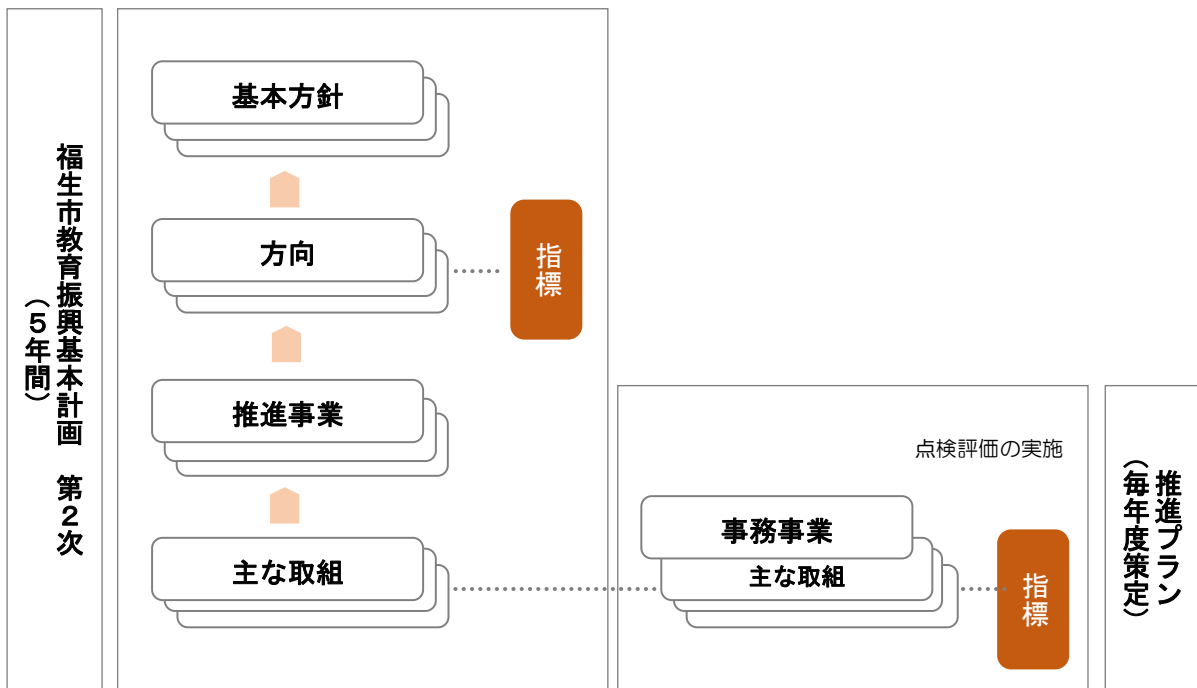 福生市教育振興基本計画　第２次
（５年間）
基本方針
方向
指標
推進事業
主な取組
点検評価の実施
事務事業
主な取組
指標
推進プラン
（毎年度策定）